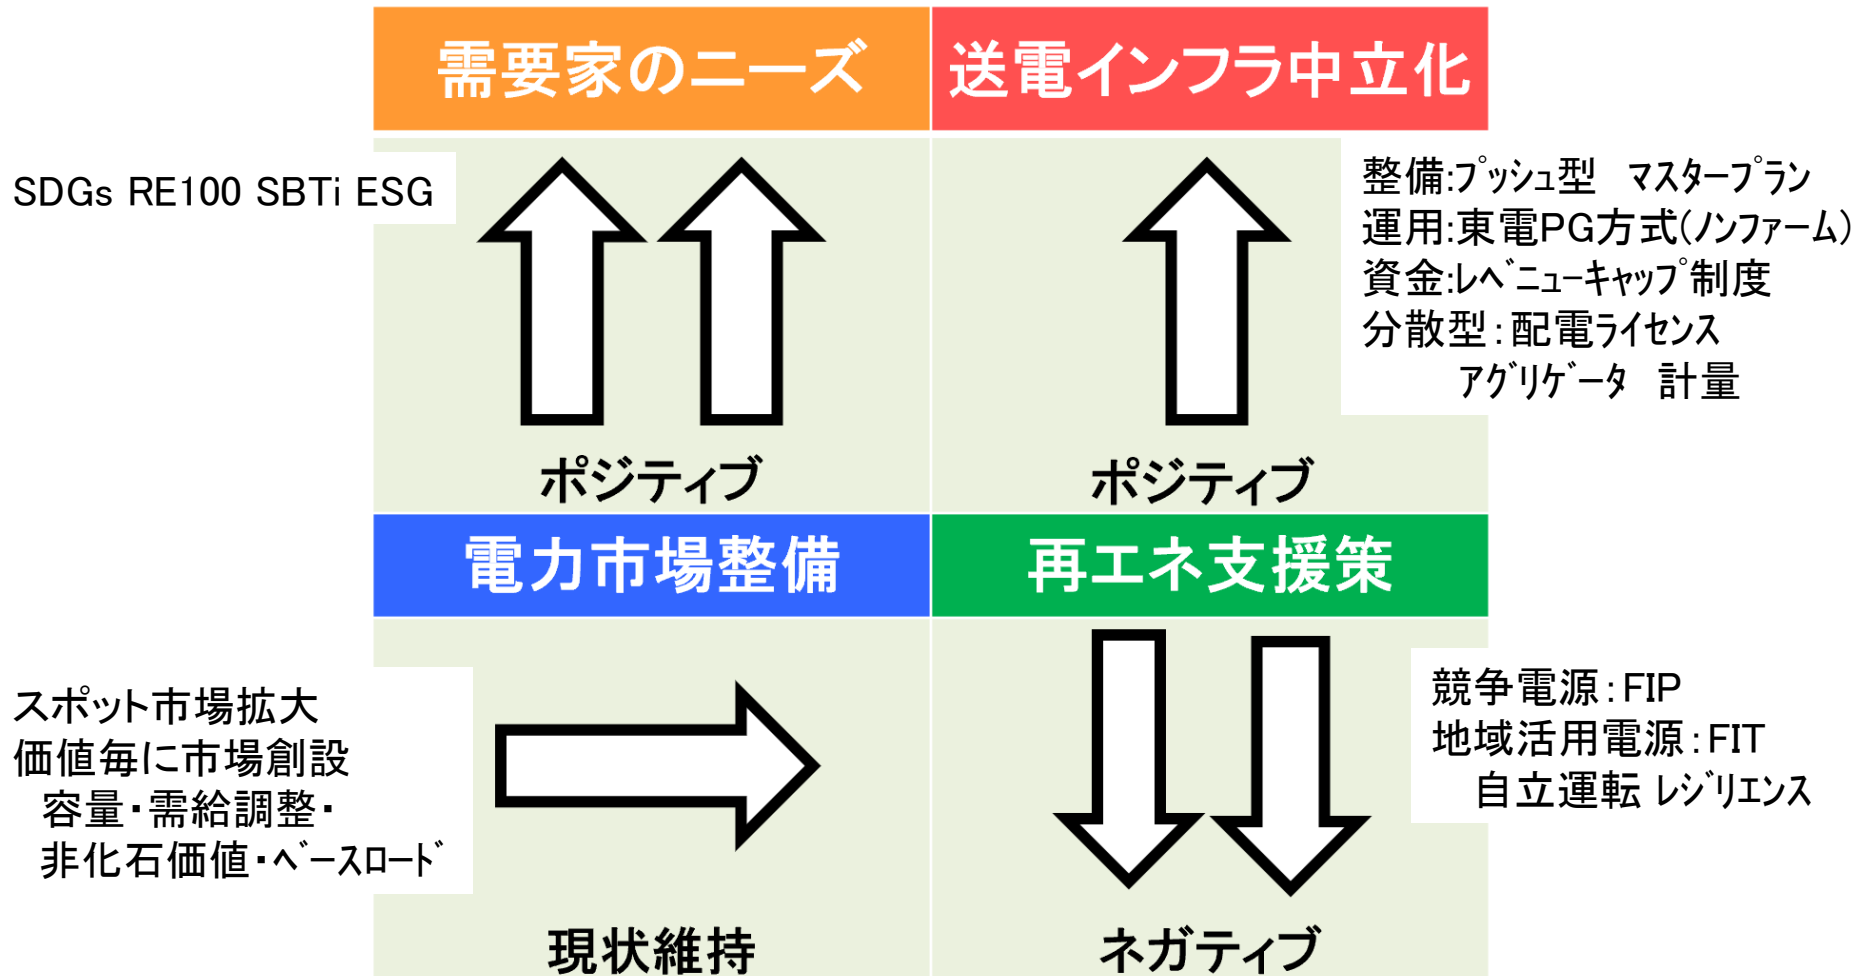 需要家のニーズ
送電インフラ中立化
SDGs RE100 SBTi ESG
整備:ﾌﾟｯｼｭ型　ﾏｽﾀｰﾌﾟﾗﾝ
運用:東電PG方式(ﾉﾝﾌｧｰﾑ)
資金:ﾚﾍﾞﾆｭｰｷｬｯﾌﾟ制度
分散型：配電ﾗｲｾﾝｽ
ｱｸﾞﾘｹﾞｰﾀ　計量
ポジティブ
ポジティブ
電力市場整備
再エネ支援策
スポット市場拡大
価値毎に市場創設
容量・需給調整・
非化石価値・ﾍﾞｰｽﾛｰﾄﾞ
競争電源：FIP
地域活用電源：FIT
自立運転 ﾚｼﾞﾘｴﾝｽ
現状維持
ネガティブ